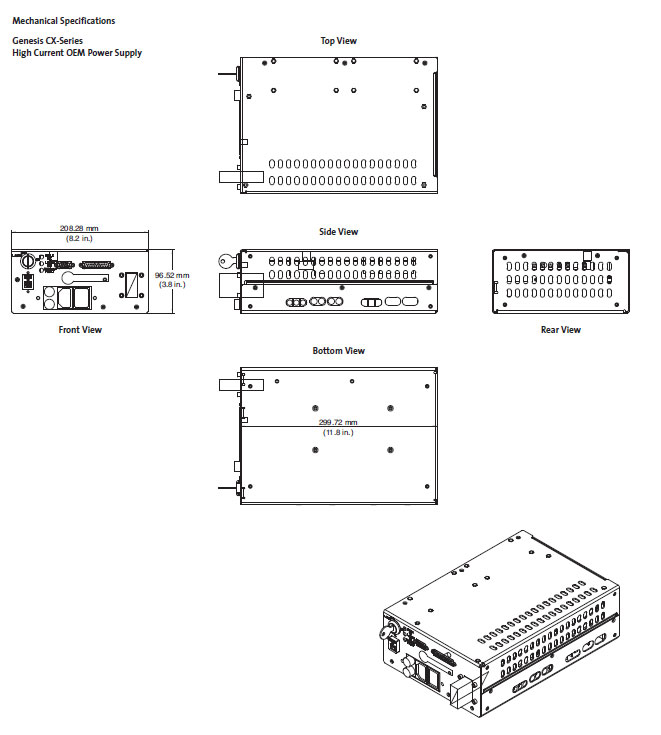 Mechanical Specifications
Genesis CX-Series
High Current OEM Power Supply
Top View
208.28 mm
(8.2 in.)
96.52 mm
(3.8 in.)
Front View
Side View
Rear View
Bottom View
299.72 mm
(11.8 in.)